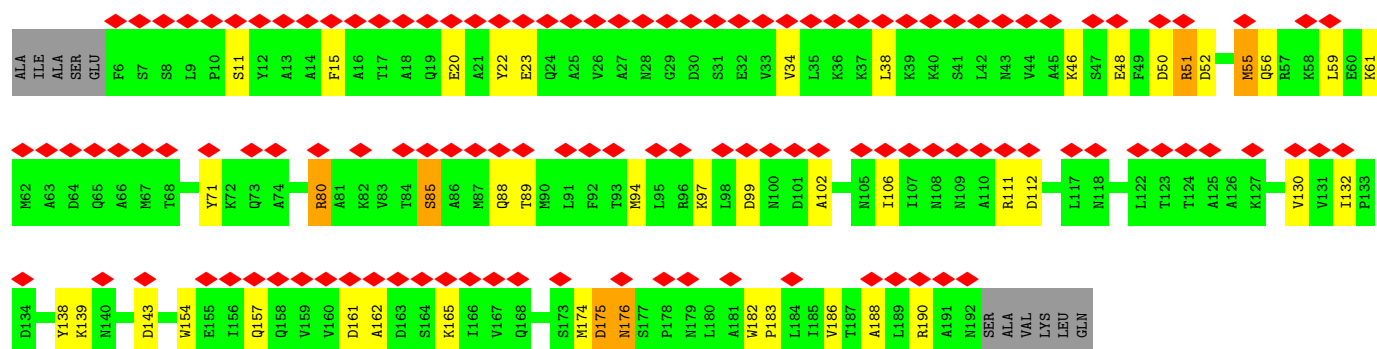 ALA ILE ALA SER GLU F6 S7 S8 L9 P10 S11 Y12 A13 A14 F15 A16 T17 A18 Q19 E20 A21 Y22 E23 Q24 A25 V26 A27 N28 G29 D30 S31 E32 V33 V34 L35 K36 K37 L38 K39 K40 S41 L42 N43 V44 A45 K46 S47 E48 F49 D50 R51 D52 M55 Q56 R57 K58 L59 E60 K61
M62 A63 D64 Q65 A66 M67 T68 Y71 K72 Q73 A74 R80 A81 K82 V83 T84 S85 A86 M87 Q88 T89 M90 L91 F92 T93 M94 L95 R96 K97 L98 D99 N100 D101 A102 N105 I106 I107 N108 N109 A110 R111 D112 L117 N118 L122 T123 T124 A125 A126 K127 V130 V131 I132 P133
D134 Y138 K139 N140 D143 W154 E155 I156 Q157 Q158 V159 V160 D161 A162 D163 S164 K165 I166 V167 Q168 S173 M174 D175 N176 S177 P178 N179 L180 A181 W182 P183 L184 I185 V186 T187 A188 L189 R190 A191 N192 SER ALA VAL LYS LEU GLN